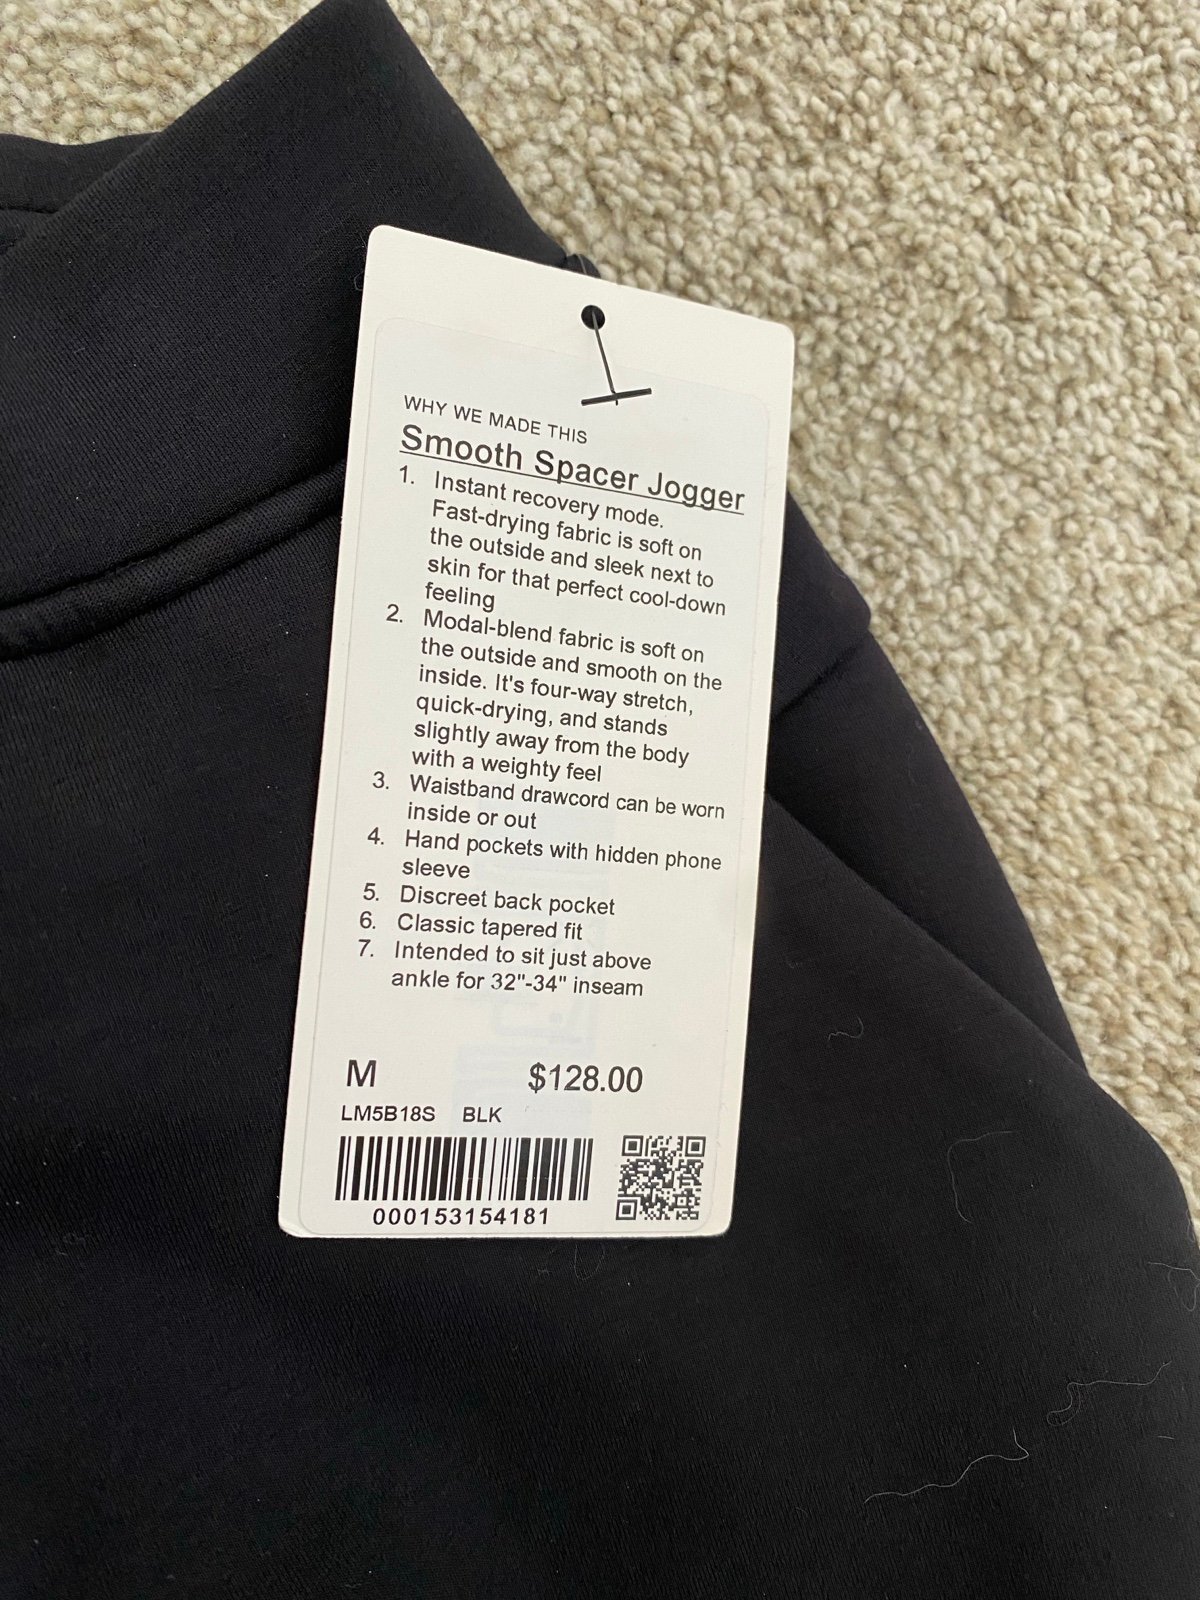 WHY WE MADE THIS
Smooth Spacer Jogger
1. Instant recovery mode.
Fast-drying fabric is soft on
the outside and sleek next to
skin for that perfect cool-down
feeling
2. Modal-blend fabric is soft on
the outside and smooth on the
inside. It's four-way stretch,
quick-drying, and stands
slightly away from the body
with a weighty feel
3. Waistband drawcord can be worn
inside or out
4. Hand pockets with hidden phone
sleeve
5. Discreet back pocket
6. Classic tapered fit
7. Intended to sit just above
ankle for 32"-34" inseam
M $128.00
LM5B18S BLK
000153154181